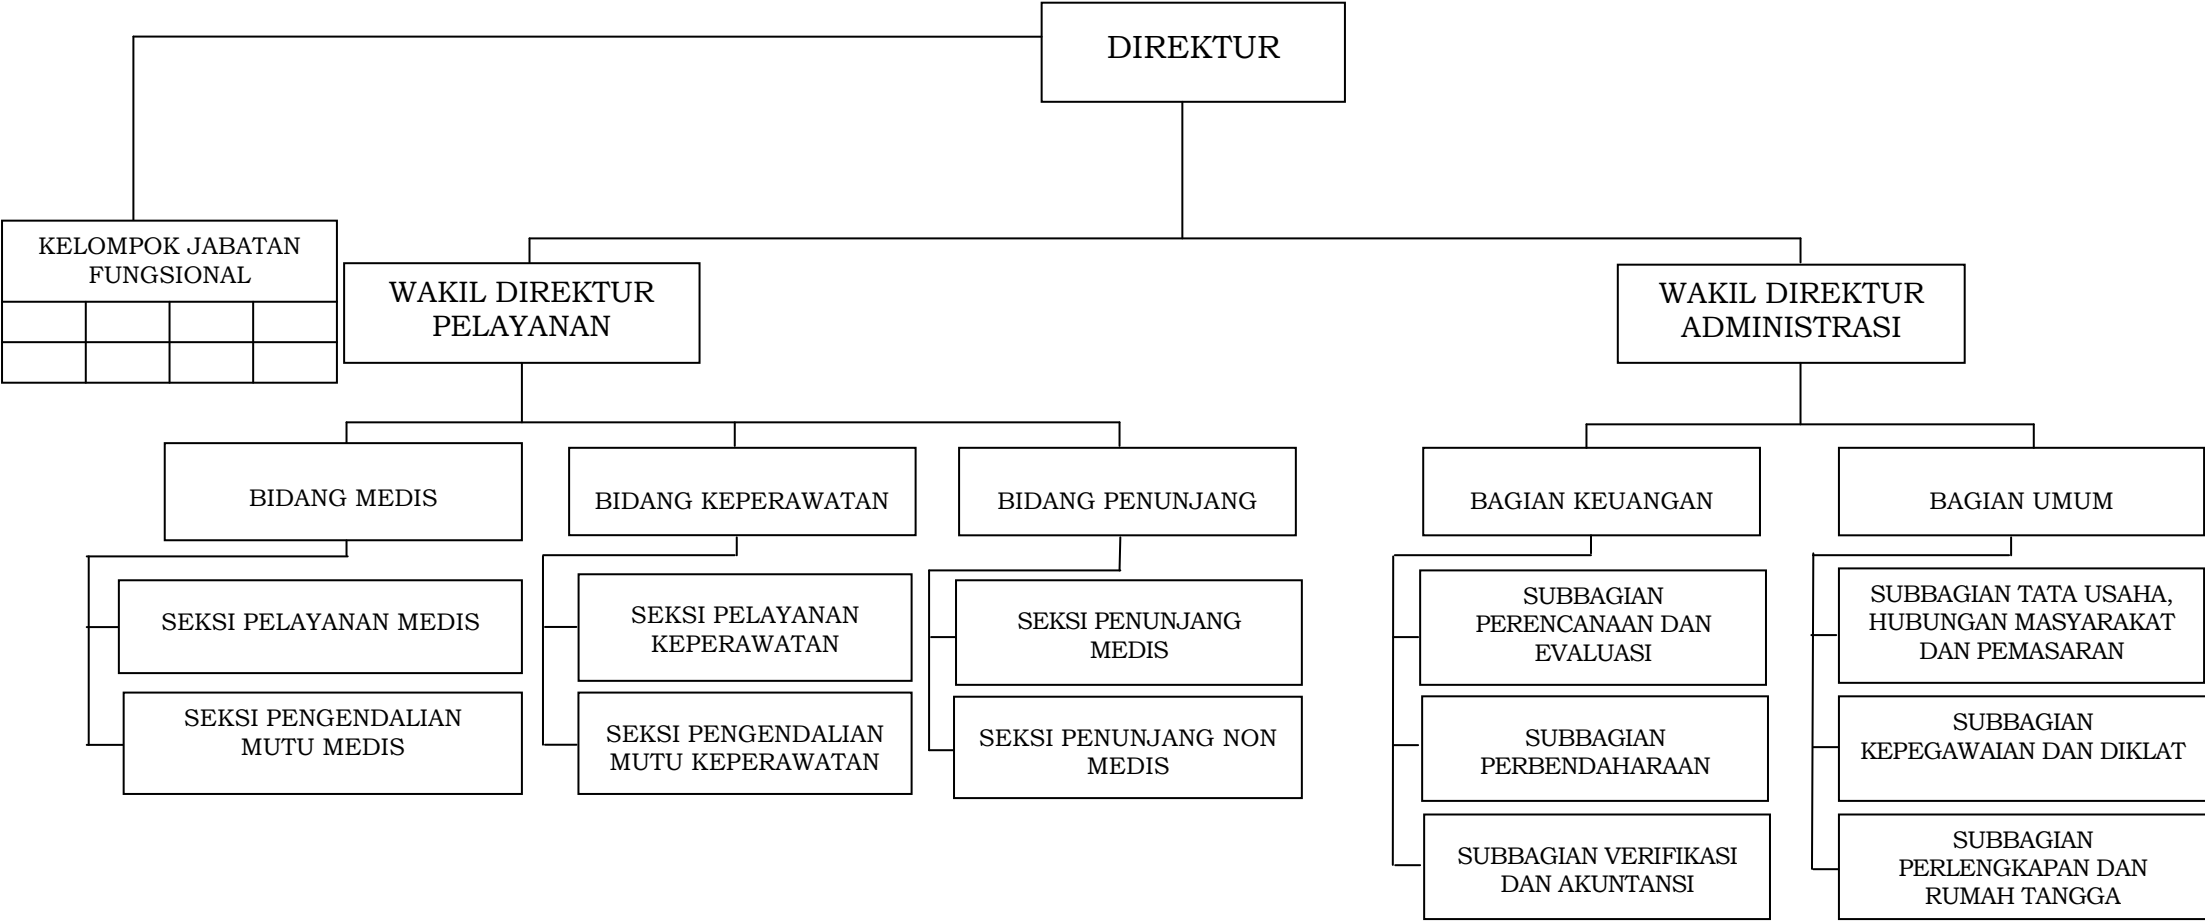 DIREKTUR
KELOMPOK JABATAN
FUNGSIONAL
WAKIL DIREKTUR
PELAYANAN
WAKIL DIREKTUR
ADMINISTRASI
BIDANG MEDIS
BIDANG KEPERAWATAN
BIDANG PENUNJANG
BAGIAN KEUANGAN
BAGIAN UMUM
SEKSI PELAYANAN MEDIS
SEKSI PENGENDALIAN
MUTU MEDIS
SEKSI PELAYANAN
KEPERAWATAN
SEKSI PENGENDALIAN
MUTU KEPERAWATAN
SEKSI PENUNJANG
MEDIS
SEKSI PENUNJANG NON
MEDIS
SUBBAGIAN
PERENCANAAN DAN
EVALUASI
SUBBAGIAN
PERBENDAHARAAN
SUBBAGIAN VERIFIKASI
DAN AKUNTANSI
SUBBAGIAN TATA USAHA,
HUBUNGAN MASYARAKAT
DAN PEMASARAN
SUBBAGIAN
KEPEGAWAIAN DAN DIKLAT
SUBBAGIAN
PERLENGKAPAN DAN
RUMAH TANGGA